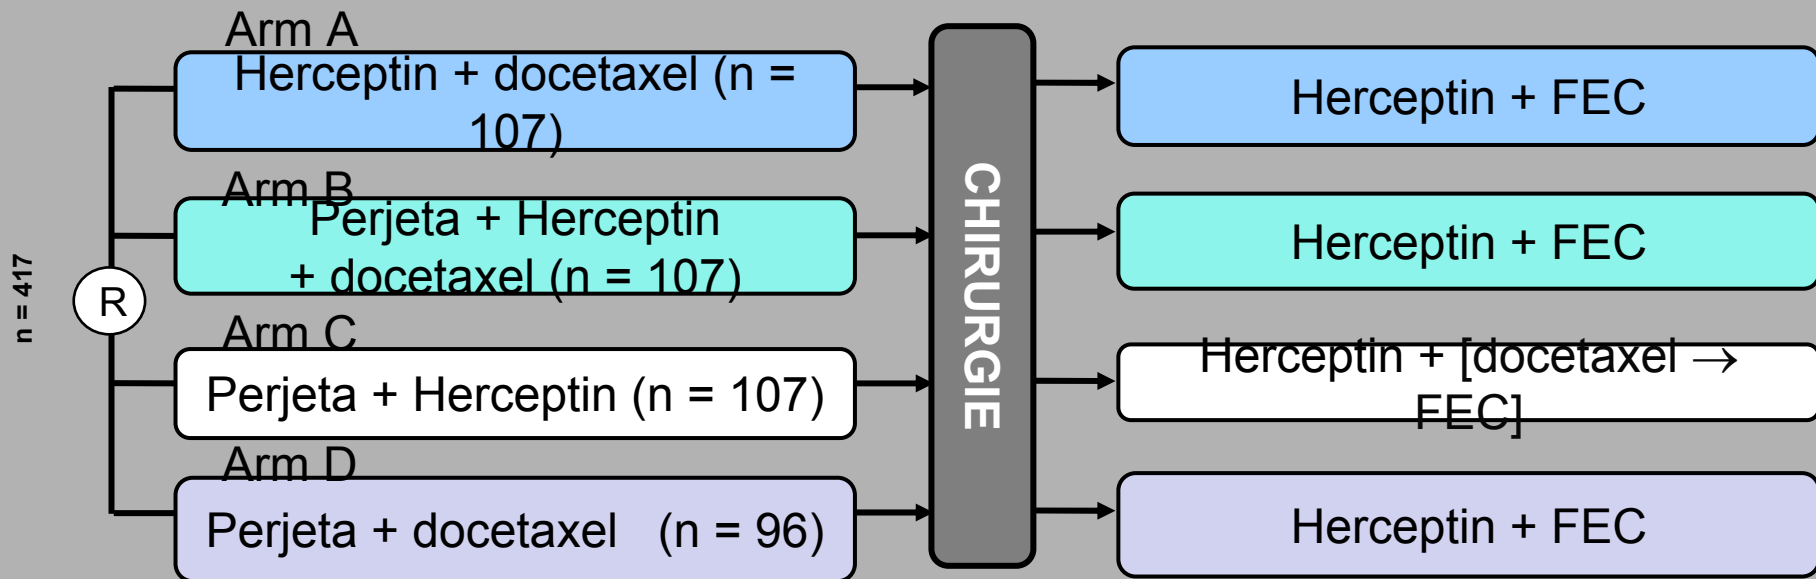 n = 417
R
Arm A
Herceptin + docetaxel (n =
107)
Arm B
Perjeta + Herceptin
+ docetaxel (n = 107)
Arm C
Perjeta + Herceptin (n = 107)
Arm D
Perjeta + docetaxel (n = 96)
CHIRURGIE
Herceptin + FEC
Herceptin + FEC
Herceptin + [docetaxel →
FEC]
Herceptin + FEC